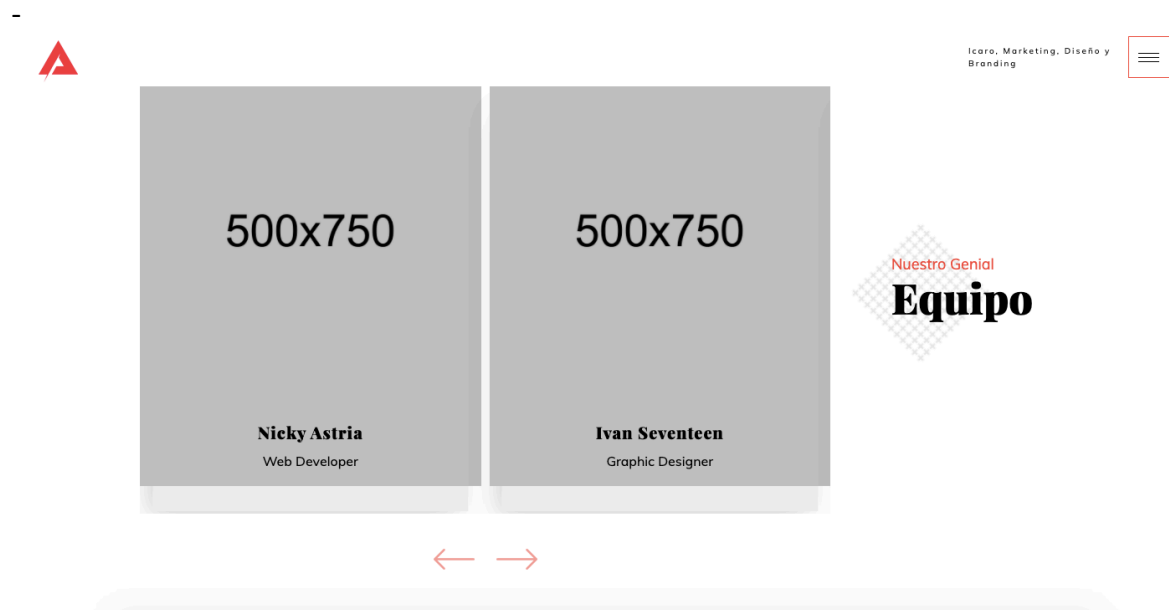 Icaro, Marketing, Diseño y
Branding
500x750
500x750
Nuestro Genial
Equipo
Nicky Astria
Web Developer
Ivan Seventeen
Graphic Designer